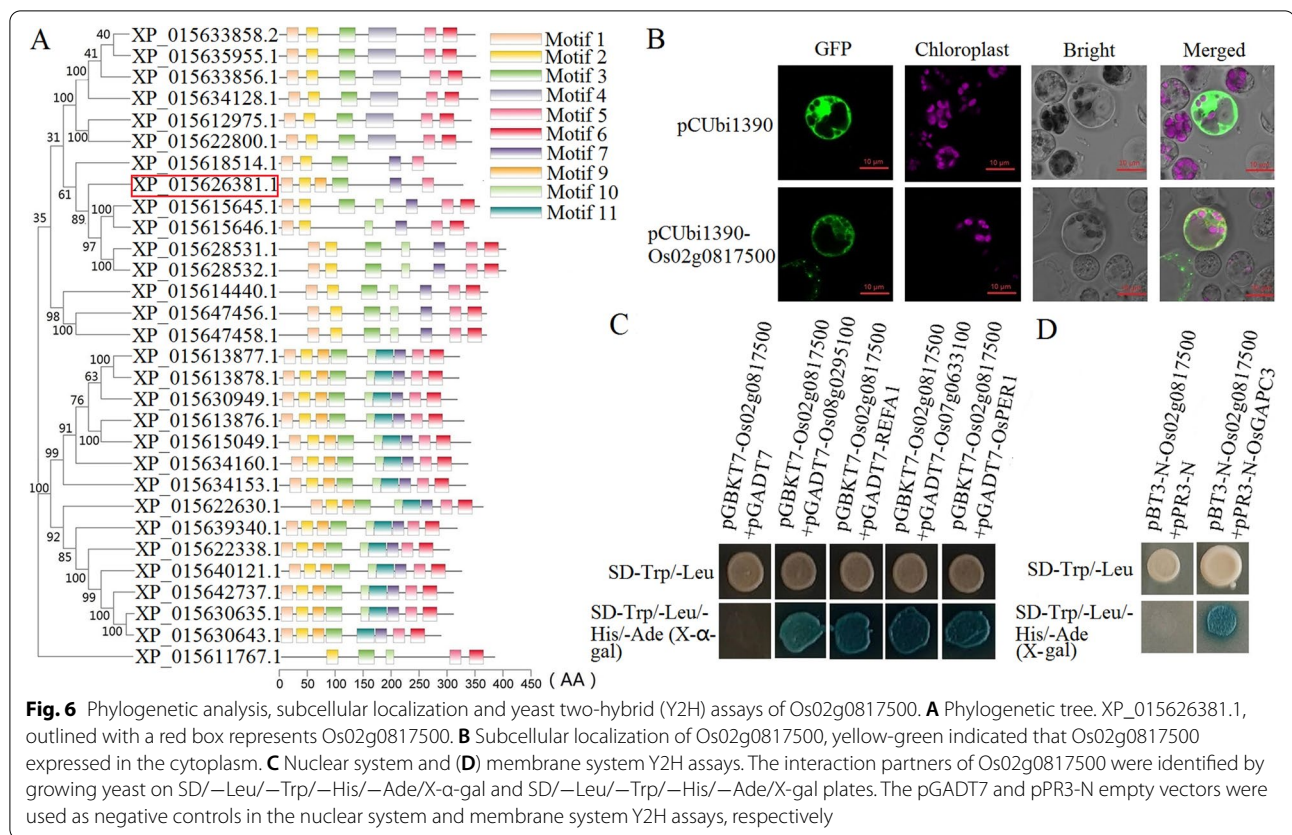 A
XP_015633858.2
XP_015635955.1
XP_015633856.1
XP_015634128.1
XP_015612975.1
XP_015622800.1
XP_015618514.1
XP_015626381.1
XP_015615645.1
XP_015615646.1
XP_015628531.1
XP_015628532.1
XP_015614440.1
XP_015647456.1
XP_015647458.1
XP_015613877.1
XP_015613878.1
XP_015630949.1
XP_015613876.1
XP_015615049.1
XP_015634160.1
XP_015634153.1
XP_015622630.1
XP_015639340.1
XP_015622338.1
XP_015640121.1
XP_015642737.1
XP_015630635.1
XP_015630643.1
XP_015611767.1
40
41
100
100
100
31
61
100
89
97
100
35
98
100
100
63
76
91
100
99
100
92
85
100
99
100
Motif 1
Motif 2
Motif 3
Motif 4
Motif 5
Motif 6
Motif 7
Motif 9
Motif 10
Motif 11
0 50 100 150 200 250 300 350 400 450 (AA)
B
GFP Chloroplast Bright Merged
pCUbi1390
10 μm 10 μm 10 μm 10 μm
pCUbi1390-
Os02g0817500
10 μm 10 μm 10 μm 10 μm
C
pGBKT7-Os02g0817500
+pGADT7
pGBKT7-Os02g0817500
+pGADT7-Os08g0295100
pGBKT7-Os02g0817500
+pGADT7-REFA1
pGBKT7-Os02g0817500
+pGADT7-Os07g0633100
pGBKT7-Os02g0817500
+pGADT7-OsPER1
SD-Trp/-Leu
SD-Trp/-Leu/-
His/-Ade (X-α-
gal)
D
pBT3-N-Os02g0817500
+pPR3-N
pBT3-N-Os02g0817500
+pPR3-N-OsGAPC3
SD-Trp/-Leu
SD-Trp/-Leu/-
His/-Ade
(X-gal)
Fig. 6 Phylogenetic analysis, subcellular localization and yeast two-hybrid (Y2H) assays of Os02g0817500. A Phylogenetic tree. XP_015626381.1,
outlined with a red box represents Os02g0817500. B Subcellular localization of Os02g0817500, yellow-green indicated that Os02g0817500
expressed in the cytoplasm. C Nuclear system and (D) membrane system Y2H assays. The interaction partners of Os02g0817500 were identified by
growing yeast on SD/−Leu/−Trp/−His/−Ade/X-α-gal and SD/−Leu/−Trp/−His/−Ade/X-gal plates. The pGADT7 and pPR3-N empty vectors were
used as negative controls in the nuclear system and membrane system Y2H assays, respectively